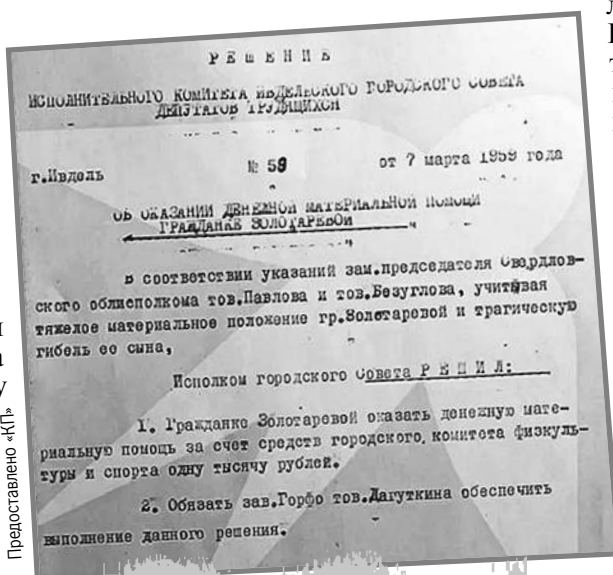 РЕШЕНИЕ
ИСПОЛНИТЕЛЬНОГО КОМИТЕТА ИВДЕЛЬСКОГО ГОРОДСКОГО СОВЕТА
ДЕПУТАТОВ ТРУДЯЩИХСЯ
г.Ивдель № 59 от 7 марта 1959 года
ОБ ОКАЗАНИИ ДЕНЕЖНОЙ МАТЕРИАЛЬНОЙ ПОМОЩИ
ГРАЖДАНКЕ ЗОЛОТАРЕВОЙ
В соответствии указаний зам.председателя Свердлов-
ского облисполкома тов.Павлова и тов.Безуглова, учитывая
тяжелое материальное положение гр.Золотаревой и трагическую
гибель ее сына,
Исполком городского Совета Р Е Ш И Л:
1. Гражданке Золотаревой оказать денежную мате-
риальную помощь за счет средств городского комитета физкуль-
туры и спорта одну тысячу рублей.
2. Обязать зав.Горфо тов.Дагуткина обеспечить
выполнение данного решения.
Предоставлено «КП»